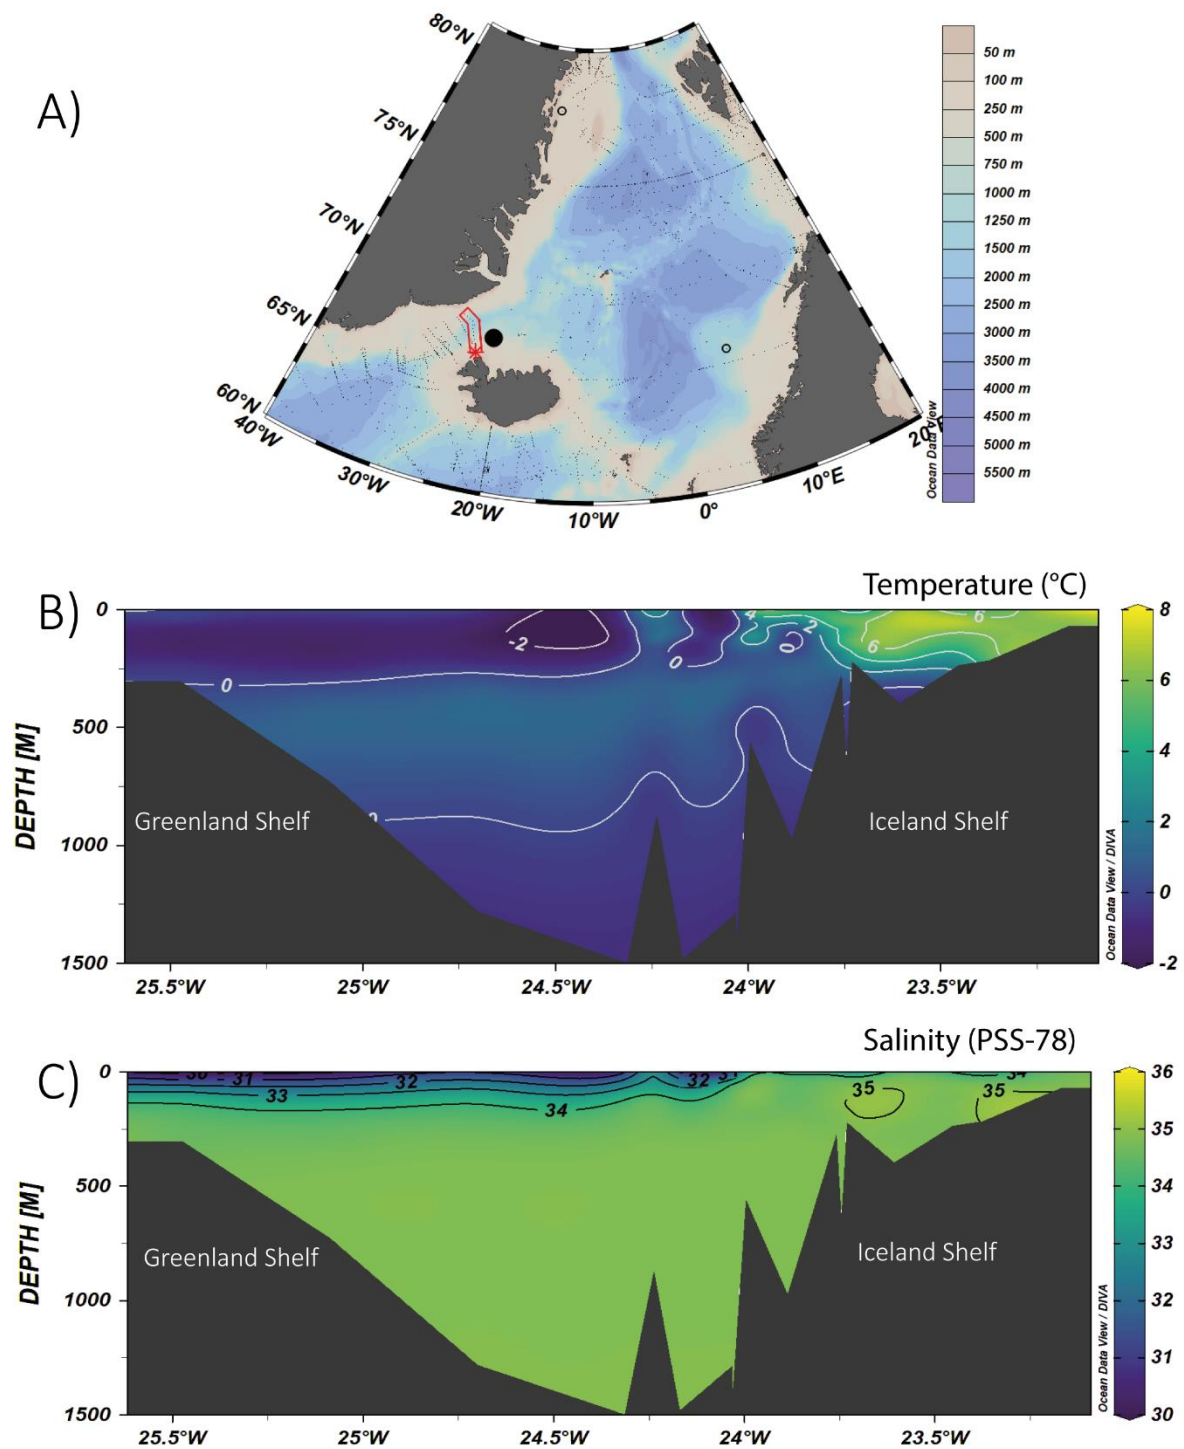 A)
80°N
75°N
70°N
65°N
60°N
40°W
30°W
20°W
10°W
0°
10°E
50 m
100 m
250 m
500 m
750 m
1000 m
1250 m
1500 m
2000 m
2500 m
3000 m
3500 m
4000 m
4500 m
5000 m
5500 m
Ocean Data View
B)
Temperature (°C)
0
500
1000
1500
DEPTH [M]
-2
0
0
4
2
0
6
6
0
Greenland Shelf
Iceland Shelf
25.5°W
25°W
24.5°W
24°W
23.5°W
8
6
4
2
0
-2
Ocean Data View / DIVA
C)
Salinity (PSS-78)
0
500
1000
1500
DEPTH [M]
30
31
32
33
34
32
31
35
35
34
Greenland Shelf
Iceland Shelf
25.5°W
25°W
24.5°W
24°W
23.5°W
36
35
34
33
32
31
30
Ocean Data View / DIVA